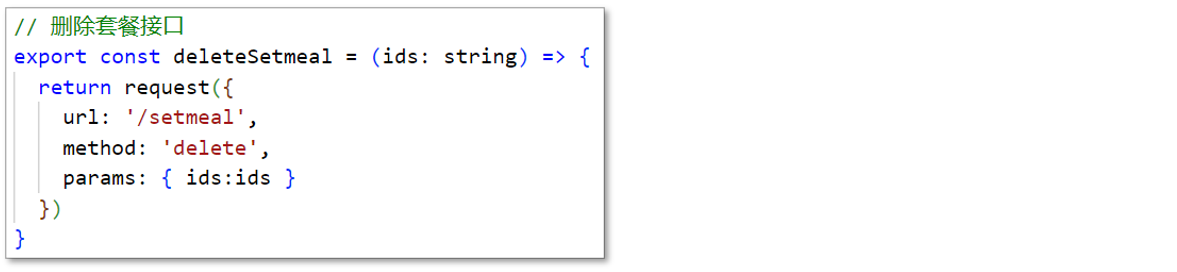 // 删除套餐接口
export const deleteSetmeal = (ids: string) => {
  return request({
    url: '/setmeal',
    method: 'delete',
    params: { ids:ids }
  })
}